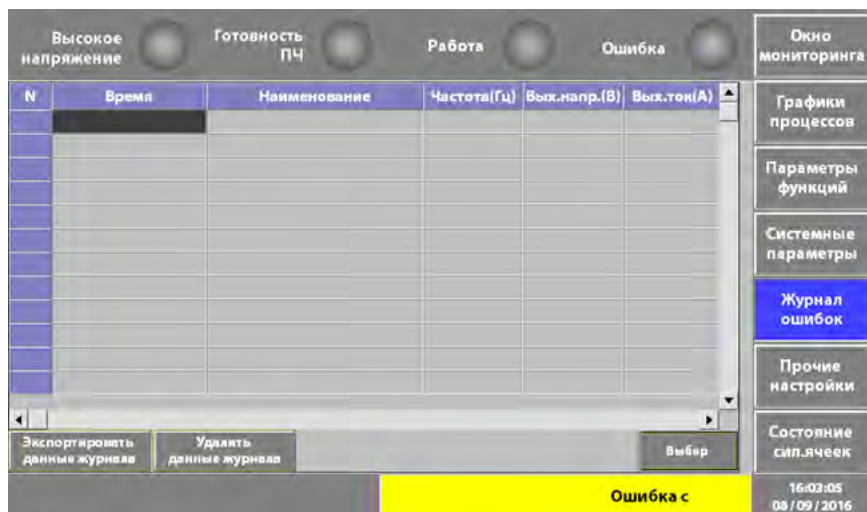 Высокое
напряжение
Готовность
ПЧ
Работа
Ошибка
Окно
мониторинга
N Время Наименование Частота(Гц) Вых.напр.(В) Вых.ток(А)
Графики
процессов
Параметры
функций
Системные
параметры
Журнал
ошибок
Прочие
настройки
Состояние
сил.ячеек
Экспортировать
данные журнала
Удалить
данные журнала
Выбор
Ошибка с
16:03:05
08/09/2016